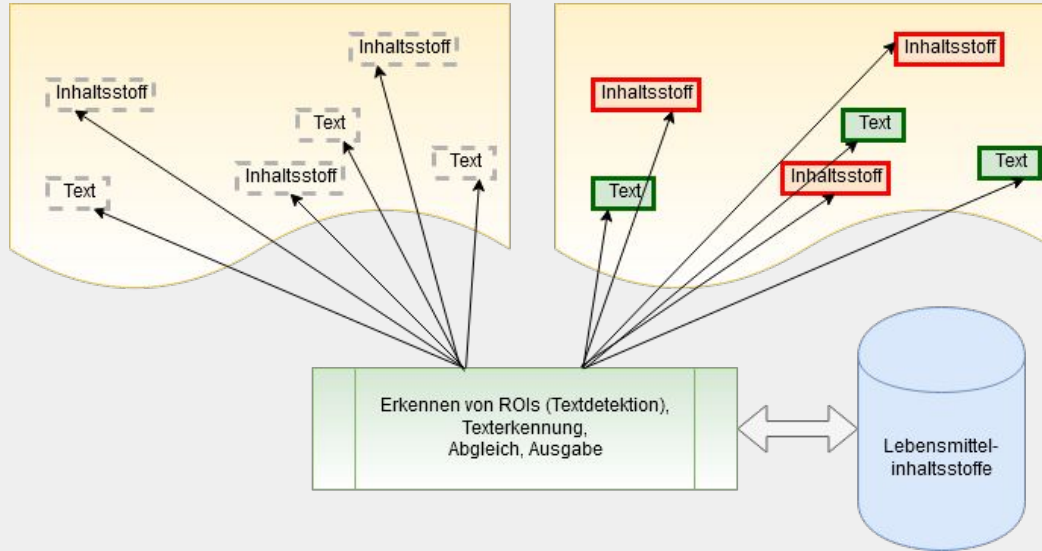 Inhaltsstoff
Inhaltsstoff
Text
Text
Inhaltsstoff
Text
Inhaltsstoff
Inhaltsstoff
Text
Text
Inhaltsstoff
Text
Erkennen von ROIs (Textdetektion),
Texterkennung,
Abgleich, Ausgabe
Lebensmittel-
inhaltsstoffe